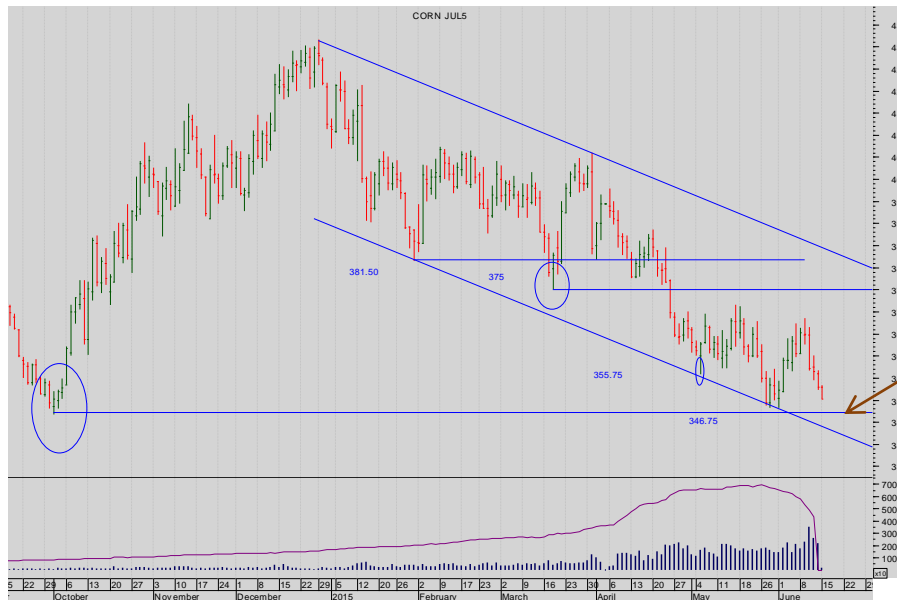 CORN JUL5
381.50
375
355.75
346.75
700
600
500
400
300
200
100
x10
5 22 29 6 13 20 27 3 10 17 24 1 8 15 22 29 5 12 20 26 2 9 17 23 2 9 16 23 30 6 13 20 27 4 11 18 26 1 8 15 22
October November December 2015 February March April May June